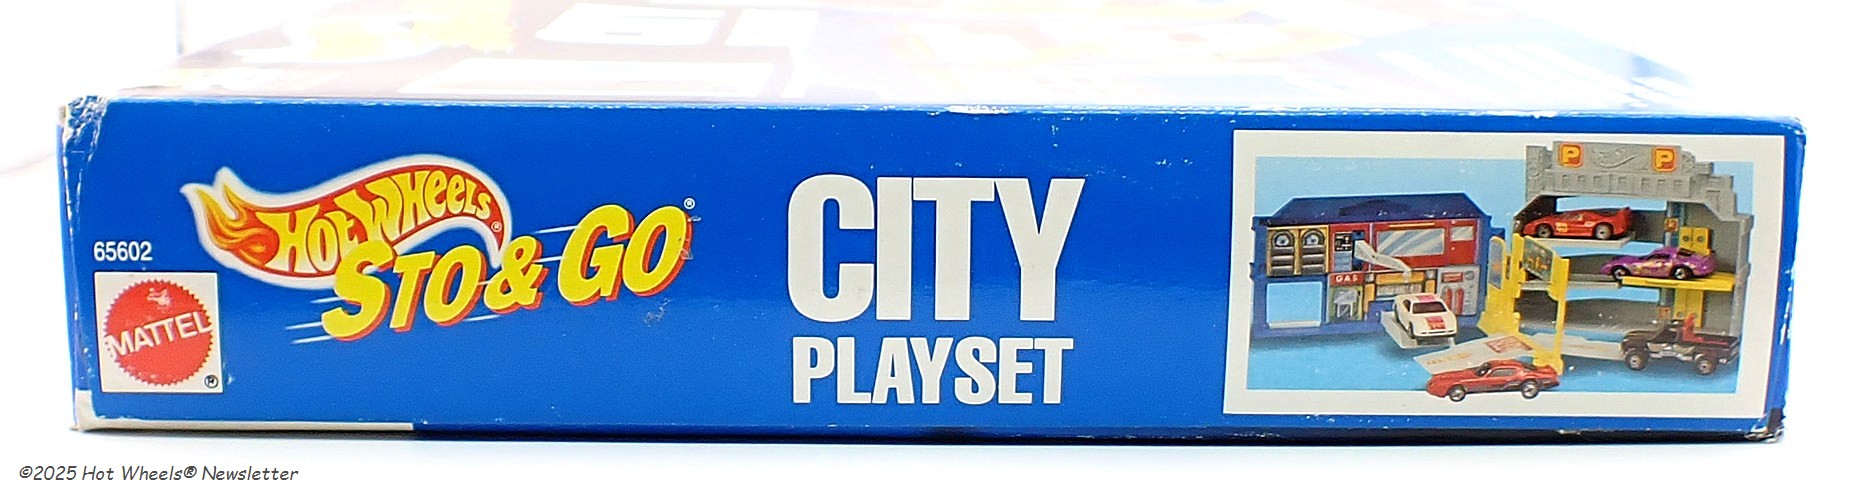 65602
MATTEL
®
HOT WHEELS®
STO & GO®
CITY
PLAYSET
P P
GAS
©2025 Hot Wheels® Newsletter